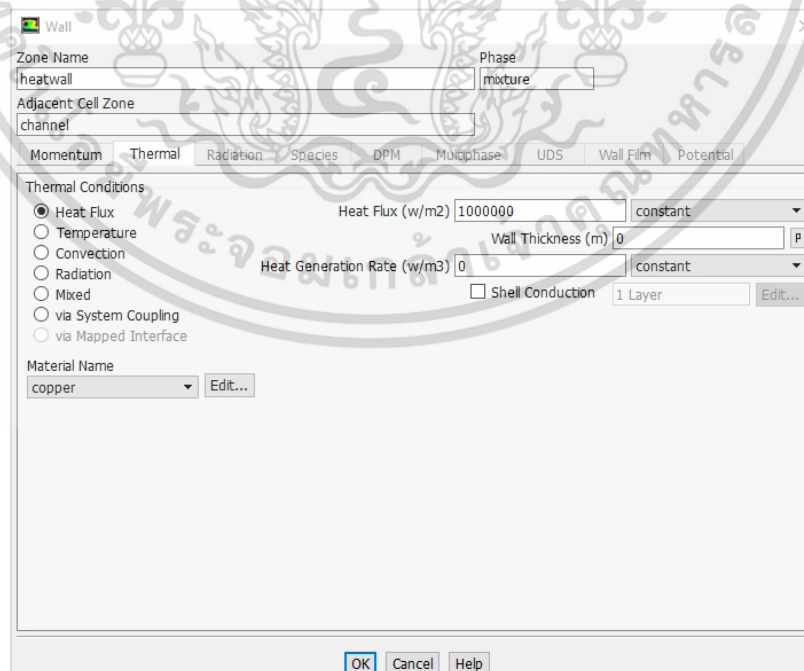 Wall
Zone Name Phase
heatwall mixture
Adjacent Cell Zone
channel
Momentum Thermal Radiation Species DPM Multiphase UDS Wall Film Potential
Thermal Conditions
Heat Flux Heat Flux (w/m2) 1000000 constant
Temperature Wall Thickness (m) 0 P
Convection Heat Generation Rate (w/m3) 0 constant
Radiation Shell Conduction 1 Layer Edit...
Mixed
via System Coupling
via Mapped Interface
Material Name
copper Edit...
OK Cancel Help